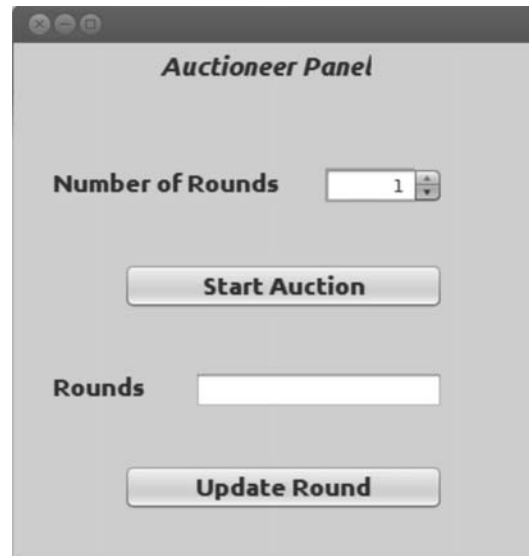 Auctioneer Panel
Number of Rounds 1
Start Auction
Rounds
Update Round